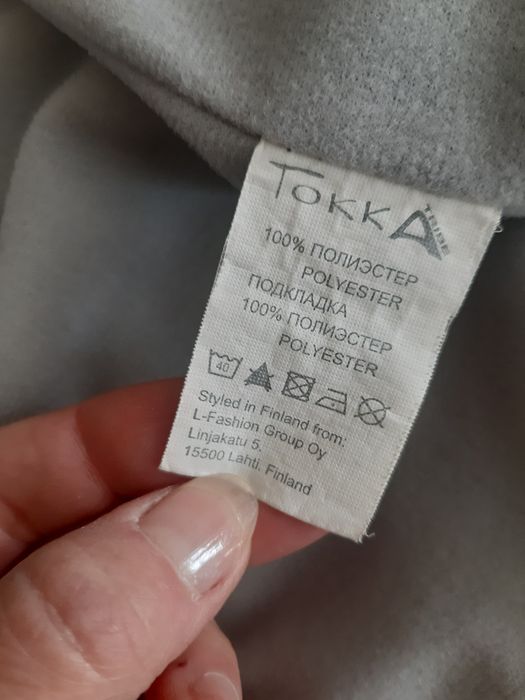 TOKKA
TRIBE
100% ПОЛИЭСТЕР
POLYESTER
ПОДКЛАДКА
100% ПОЛИЭСТЕР
POLYESTER
40
Styled in Finland from:
L-Fashion Group Oy
Linjakatu 5,
15500 Lahti. Finland